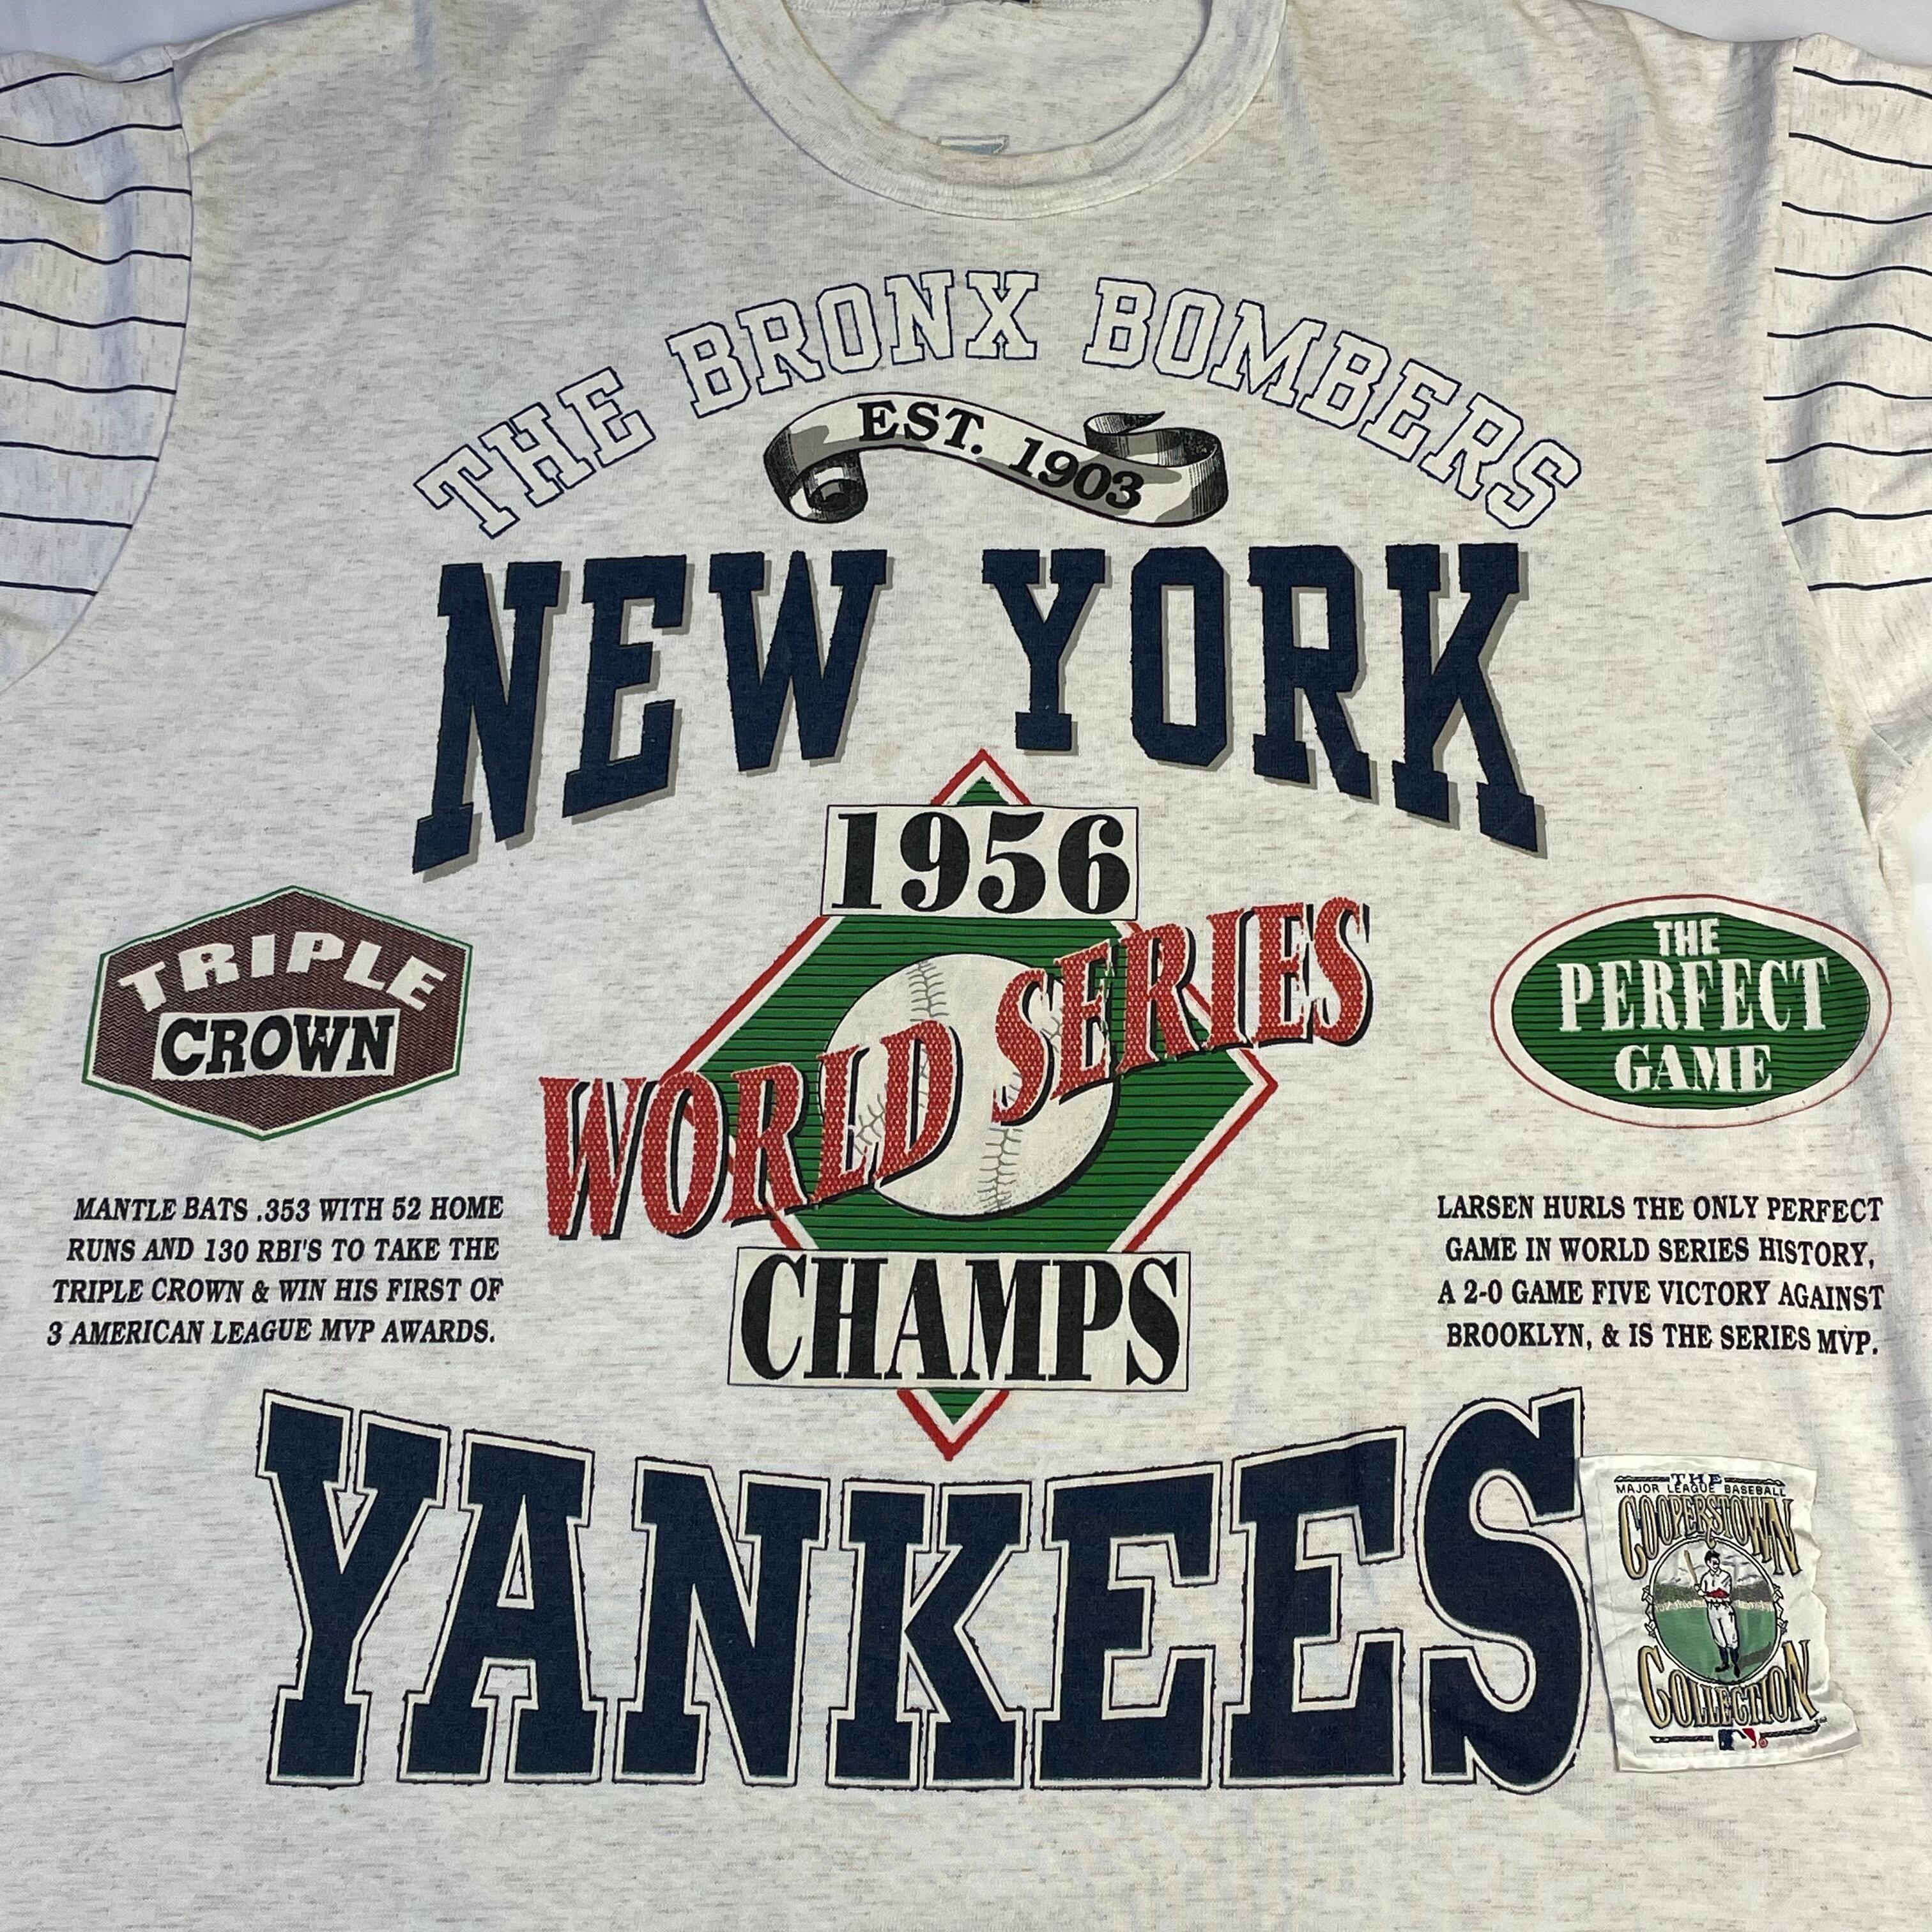 THE BRONX BOMBERS
EST. 1903
NEW YORK
1956
WORLD SERIES
CHAMPS
TRIPLE
CROWN
MANTLE BATS .353 WITH 52 HOME
RUNS AND 130 RBI'S TO TAKE THE
TRIPLE CROWN & WIN HIS FIRST OF
3 AMERICAN LEAGUE MVP AWARDS.
THE
PERFECT
GAME
LARSEN HURLS THE ONLY PERFECT
GAME IN WORLD SERIES HISTORY,
A 2-0 GAME FIVE VICTORY AGAINST
BROOKLYN, & IS THE SERIES MVP.
YANKEES
THE
MAJOR LEAGUE BASEBALL
COOPERSTOWN
COLLECTION